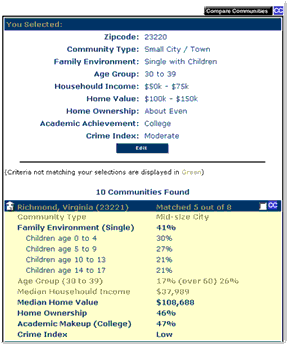 Compare Communities CC
You Selected:
Zipcode: 23220
Community Type: Small City / Town
Family Environment: Single with Children
Age Group: 30 to 39
Househould Income: $50k - $75k
Home Value: $100k - $150k
Home Ownership: About Even
Academic Achievement: College
Crime Index: Moderate
Edit
(Criteria not matching your selections are displayed in Green)
10 Communities Found
Richmond, Virginia (23221) Matched 5 out of 8 CC
Community Type Mid-size City
Family Environment (Single) 41%
Children age 0 to 4 30%
Children age 5 to 9 27%
Children age 10 to 13 21%
Children age 14 to 17 21%
Age Group (30 to 39) 17% (over 60) 26%
Median Household Income $37,989
Median Home Value $108,688
Home Ownership 46%
Academic Makeup (College) 47%
Crime Index Low